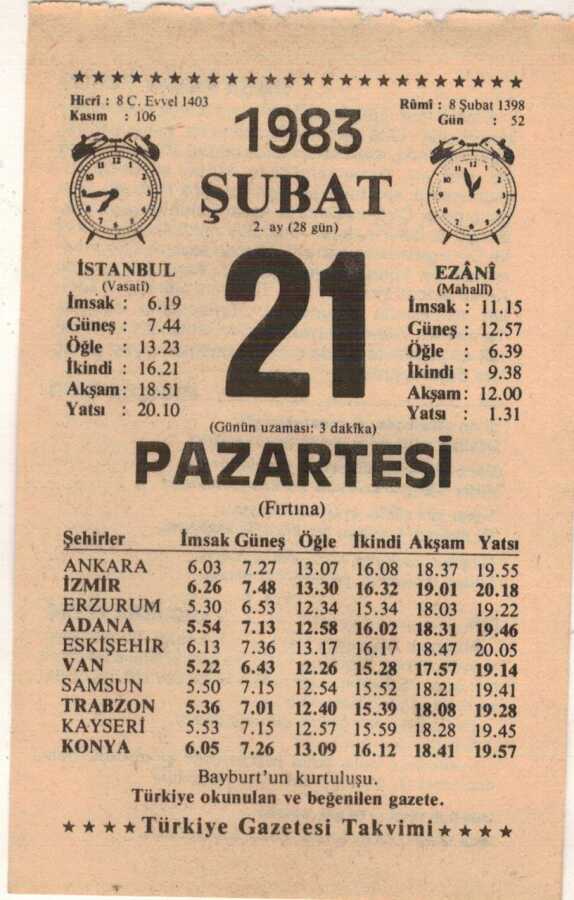 ★★★★★★★★★★★★★★★★★★★★★★★
Hicrî : 8 C. Evvel 1403
Kasım : 106
1983
Rûmî : 8 Şubat 1398
Gün : 52
ŞUBAT
2. ay (28 gün)
21
İSTANBUL
(Vasatî)
İmsak : 6.19
Güneş : 7.44
Öğle : 13.23
İkindi : 16.21
Akşam: 18.51
Yatsı : 20.10
EZÂNÎ
(Mahallî)
İmsak : 11.15
Güneş : 12.57
Öğle : 6.39
İkindi : 9.38
Akşam: 12.00
Yatsı : 1.31
(Günün uzaması: 3 dakîka)
PAZARTESİ
(Fırtına)
Şehirler İmsak Güneş Öğle İkindi Akşam Yatsı
ANKARA 6.03 7.27 13.07 16.08 18.37 19.55
İZMİR 6.26 7.48 13.30 16.32 19.01 20.18
ERZURUM 5.30 6.53 12.34 15.34 18.03 19.22
ADANA 5.54 7.13 12.58 16.02 18.31 19.46
ESKİŞEHİR 6.13 7.36 13.17 16.17 18.47 20.05
VAN 5.22 6.43 12.26 15.28 17.57 19.14
SAMSUN 5.50 7.15 12.54 15.52 18.21 19.41
TRABZON 5.36 7.01 12.40 15.39 18.08 19.28
KAYSERİ 5.53 7.15 12.57 15.59 18.28 19.45
KONYA 6.05 7.26 13.09 16.12 18.41 19.57
Bayburt'un kurtuluşu.
Türkiye okunulan ve beğenilen gazete.
★★★★Türkiye Gazetesi Takvimi★★★★